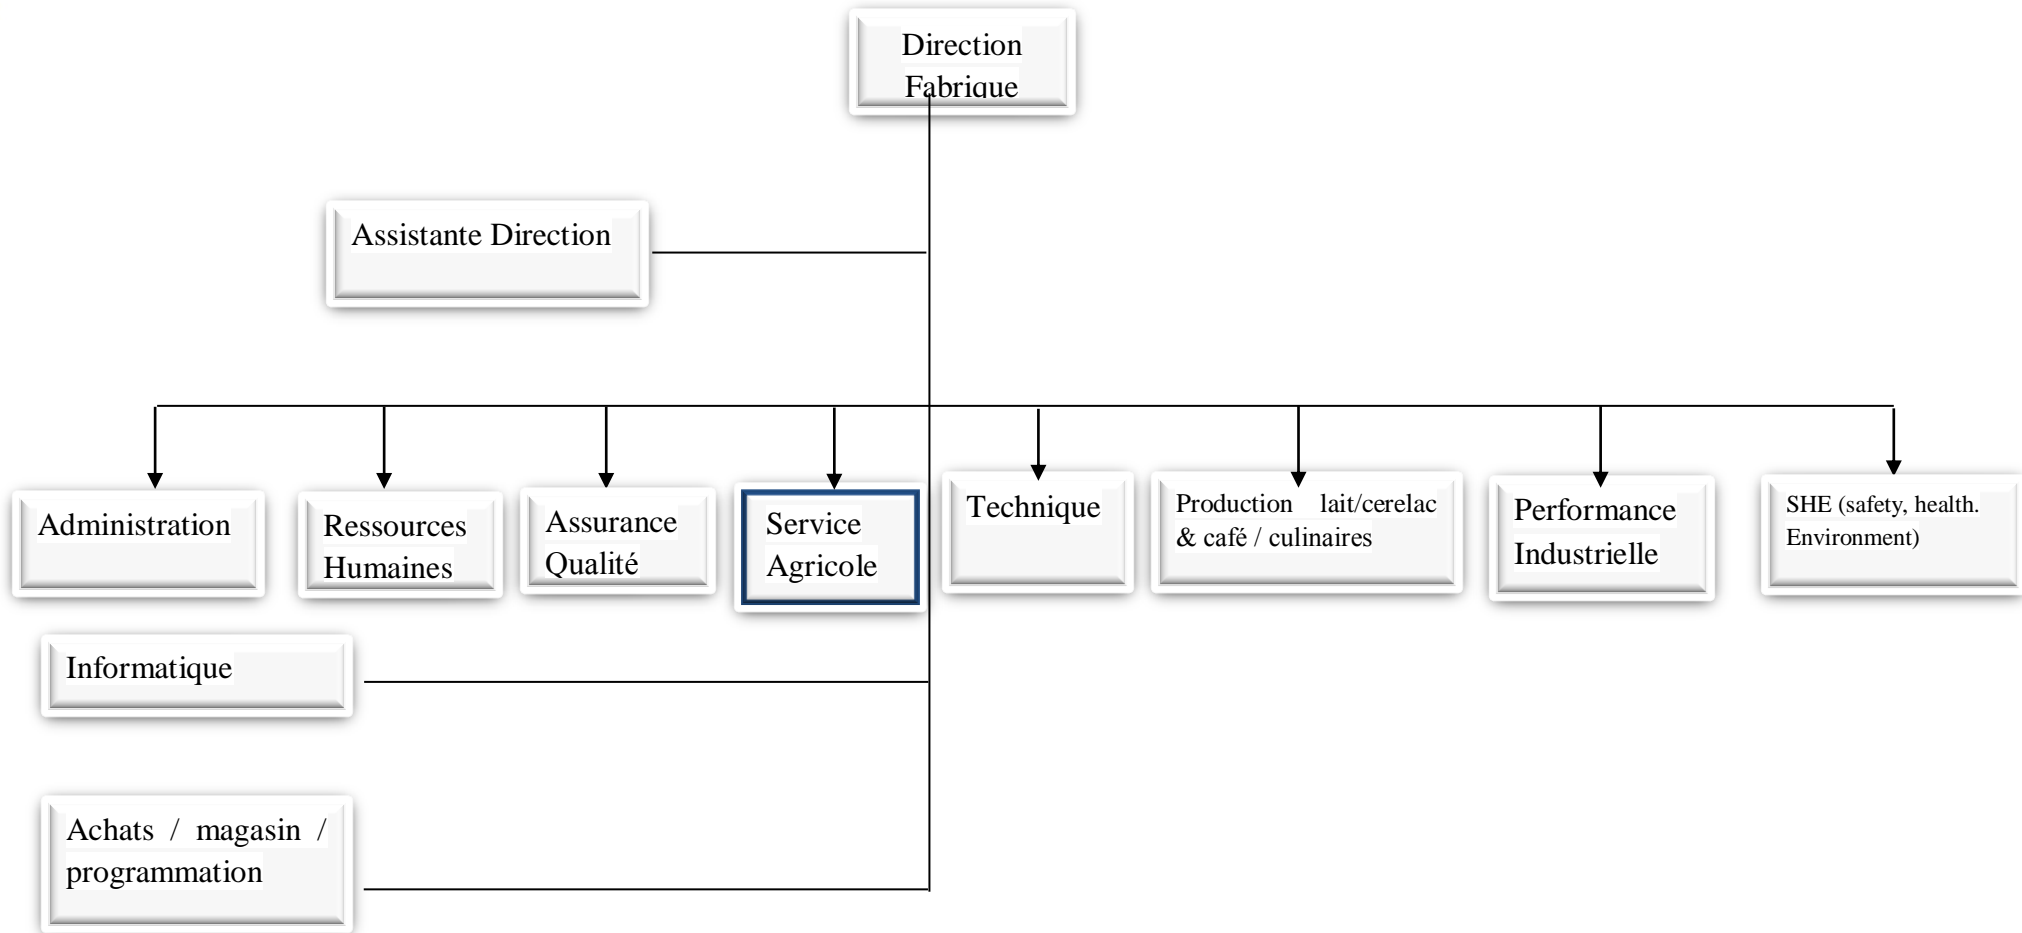 Direction
Fabrique
Assistante Direction
Administration
Ressources
Humaines
Assurance
Qualité
Service
Agricole
Technique
Production lait/cerelac
& café / culinaires
Performance
Industrielle
SHE (safety, health.
Environment)
Informatique
Achats / magasin /
programmation